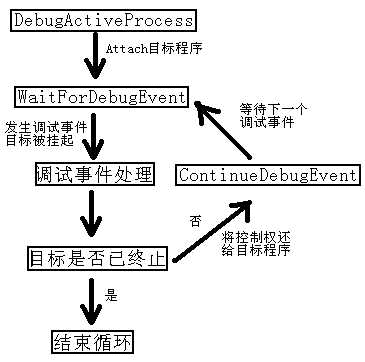 DebugActiveProcess
Attach目标程序
WaitForDebugEvent
等待下一个
调试事件
发生调试事件
目标被挂起
调试事件处理
ContinueDebugEvent
否
将控制权还
给目标程序
目标是否已终止
是
结束循环